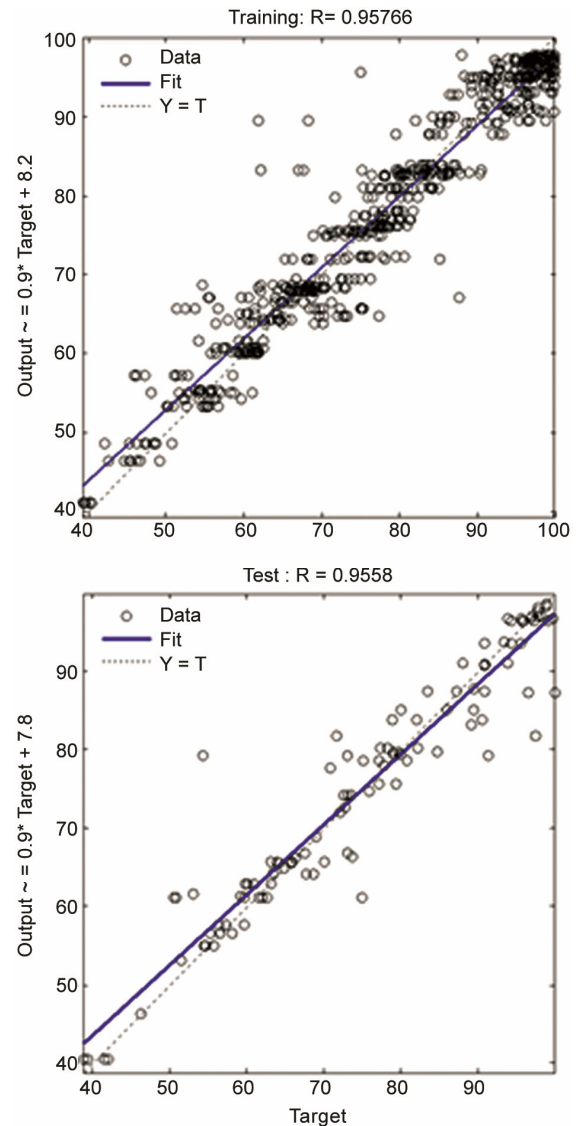 Training: R= 0.95766
Data
Fit
Y = T
Output ~ = 0.9* Target + 8.2
100
90
80
70
60
50
40
40 50 60 70 80 90 100
Test : R = 0.9558
Data
Fit
Y = T
Output ~ = 0.9* Target + 7.8
90
80
70
60
50
40
40 50 60 70 80 90
Target